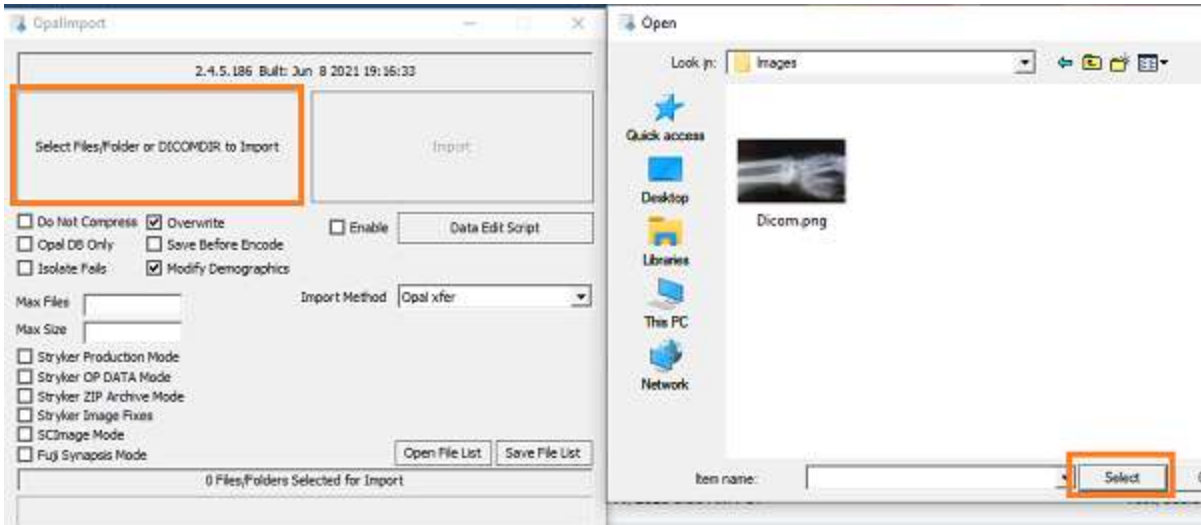 OpalImport
2.4.5.186 Built: Jun 8 2021 19:16:33
Select Files/Folder or DICOMDIR to Import
Import
Do Not Compress
Overwrite
Enable
Data Edit Script
Opal DB Only
Save Before Encode
Isolate Fails
Modify Demographics
Max Files
Import Method
Opal xfer
Max Size
Stryker Production Mode
Stryker OP DATA Mode
Stryker ZIP Archive Mode
Stryker Image Fixes
SCImage Mode
Fuji Synapsis Mode
Open File List
Save File List
0 Files/Folders Selected for Import
Open
Look in:
Images
Quick access
Desktop
Libraries
This PC
Network
Dicom.png
Item name:
Select